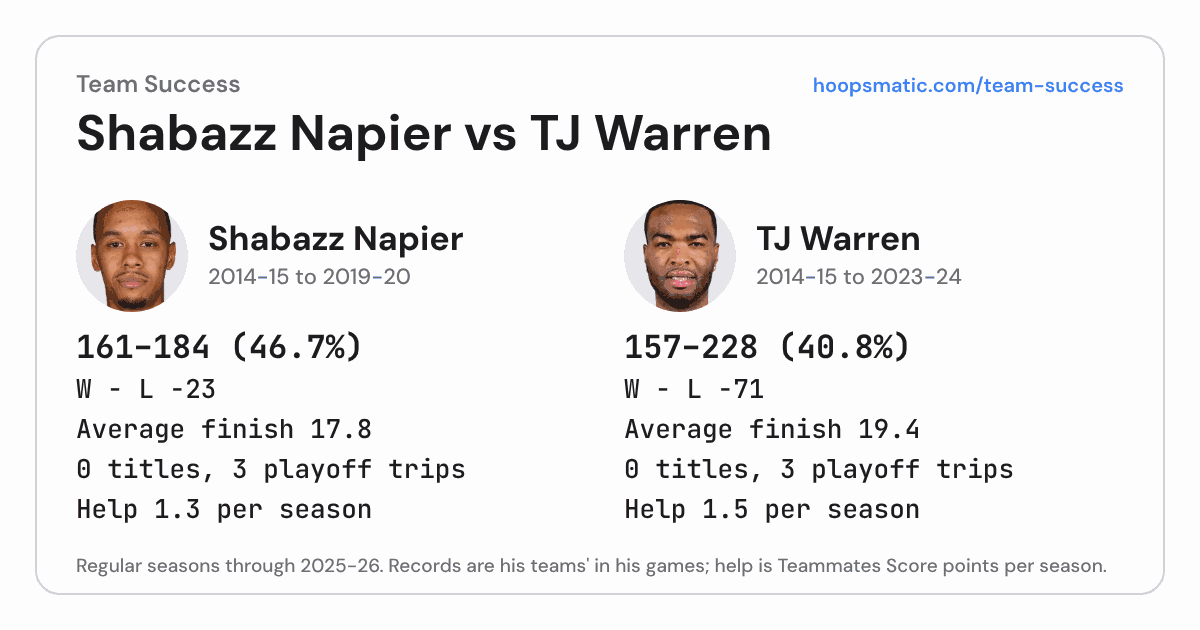 Team Success
hoopsmatic.com/team-success
Shabazz Napier vs TJ Warren
Shabazz Napier
2014-15 to 2019-20
161-184 (46.7%)
W - L -23
Average finish 17.8
0 titles, 3 playoff trips
Help 1.3 per season
TJ Warren
2014-15 to 2023-24
157-228 (40.8%)
W - L -71
Average finish 19.4
0 titles, 3 playoff trips
Help 1.5 per season
Regular seasons through 2025-26. Records are his teams' in his games; help is Teammates Score points per season.